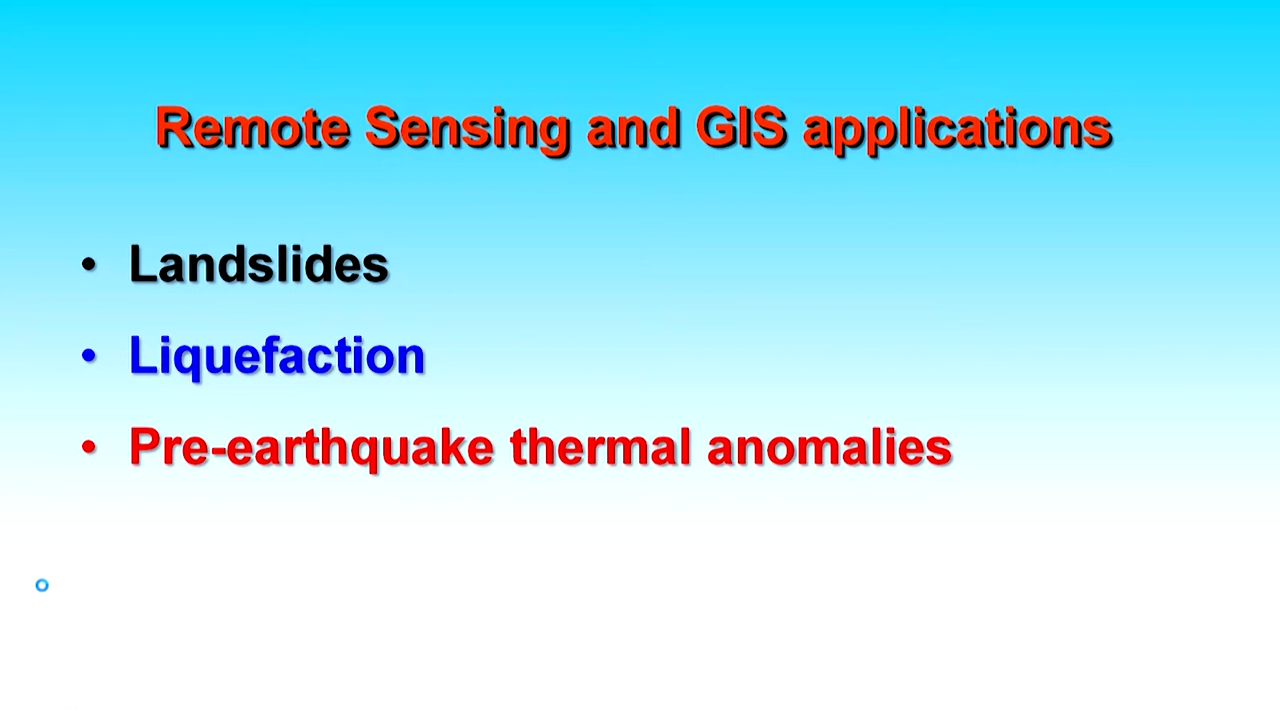 Remote Sensing and GIS applications
• Landslides
• Liquefaction
• Pre-earthquake thermal anomalies